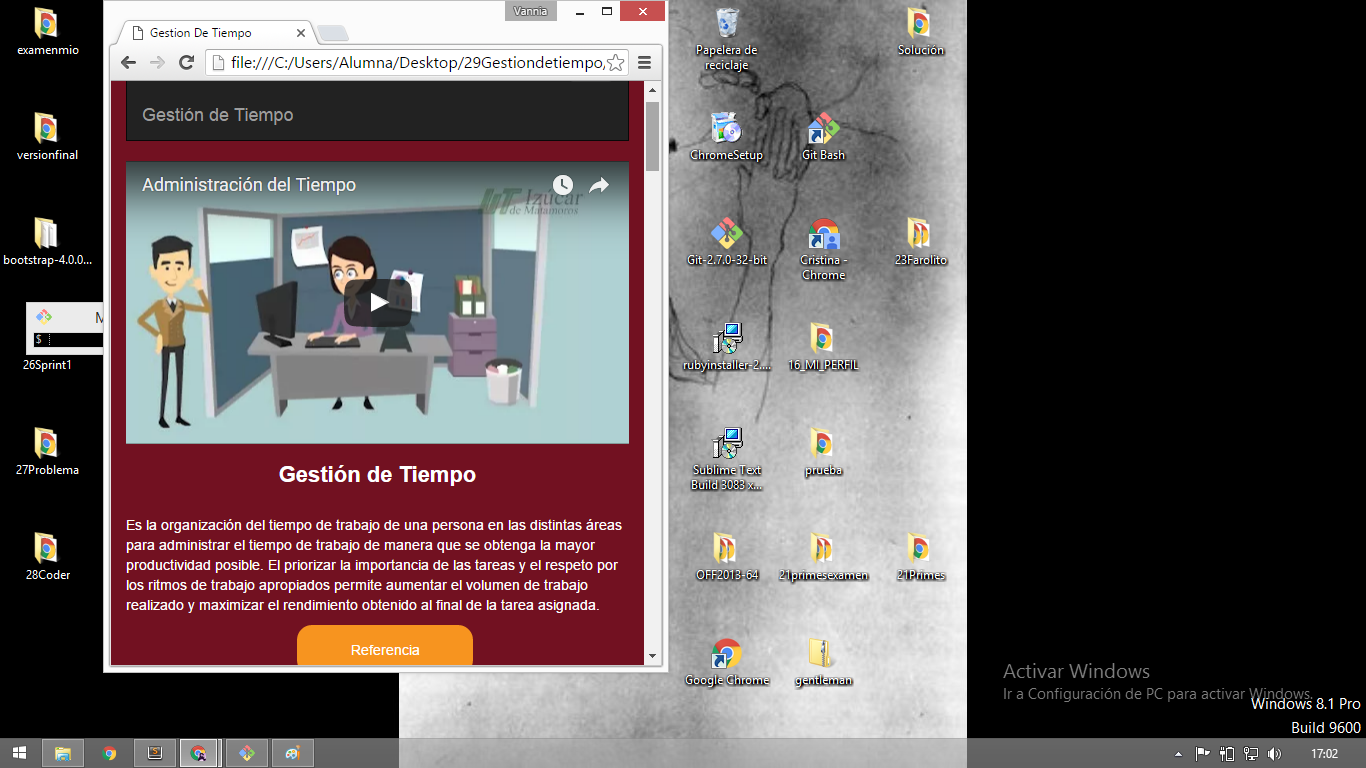 examenmio
versionfinal
bootstrap-4.0.0...
M
$
26Sprint1
27Problema
28Coder
Vannia
Gestion De Tiempo
file:///C:/Users/Alumna/Desktop/29Gestiondetiempo,
Gestión de Tiempo
Administración del Tiempo
UT Izúcar
de Matamoros
Gestión de Tiempo
Es la organización del tiempo de trabajo de una persona en las distintas áreas
para administrar el tiempo de trabajo de manera que se obtenga la mayor
productividad posible. El priorizar la importancia de las tareas y el respeto por
los ritmos de trabajo apropiados permite aumentar el volumen de trabajo
realizado y maximizar el rendimiento obtenido al final de la tarea asignada.
Referencia
Papelera de
reciclaje
Solución
ChromeSetup
Git Bash
Git-2.7.0-32-bit
Cristina -
Chrome
23Farolito
rubyinstaller-2....
16_MI_PERFIL
Sublime Text
Build 3083 x...
prueba
OFF2013-64
21primesexamen
21Primes
Google Chrome
gentleman
Activar Windows
Ir a Configuración de PC para activar Windows.
Windows 8.1 Pro
Build 9600
17:02